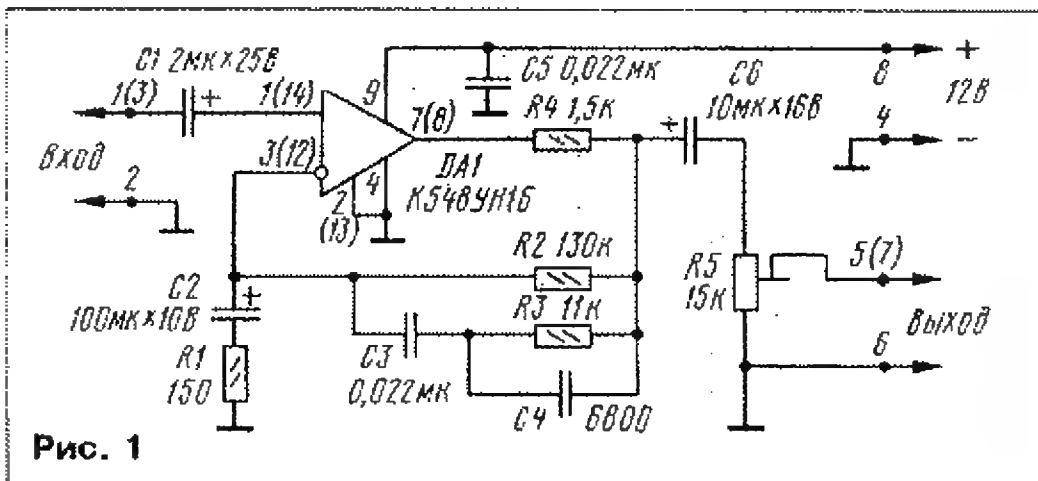 C1 2мк×25В
1(3)
1(14)
9
C5 0,022мк
C6
10мк×16В
8
+
12В
4
-
Вход
2
3(12)
7(8)
R4 1,5к
DA1
К548УН1Б
2
(13)
4
C2
100мк×10В
R1
150
R2 130к
R3 11к
C3
0,022мк
C4 6800
R5
15к
5(7)
Выход
6
Рис. 1